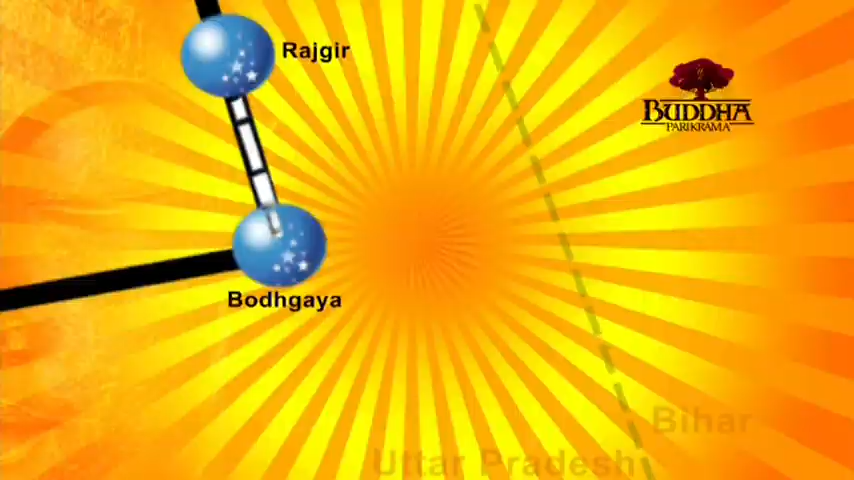 Rajgir
BUDDHA
PARIKRAMA
Bodhgaya
Bihar
Uttar Pradesh